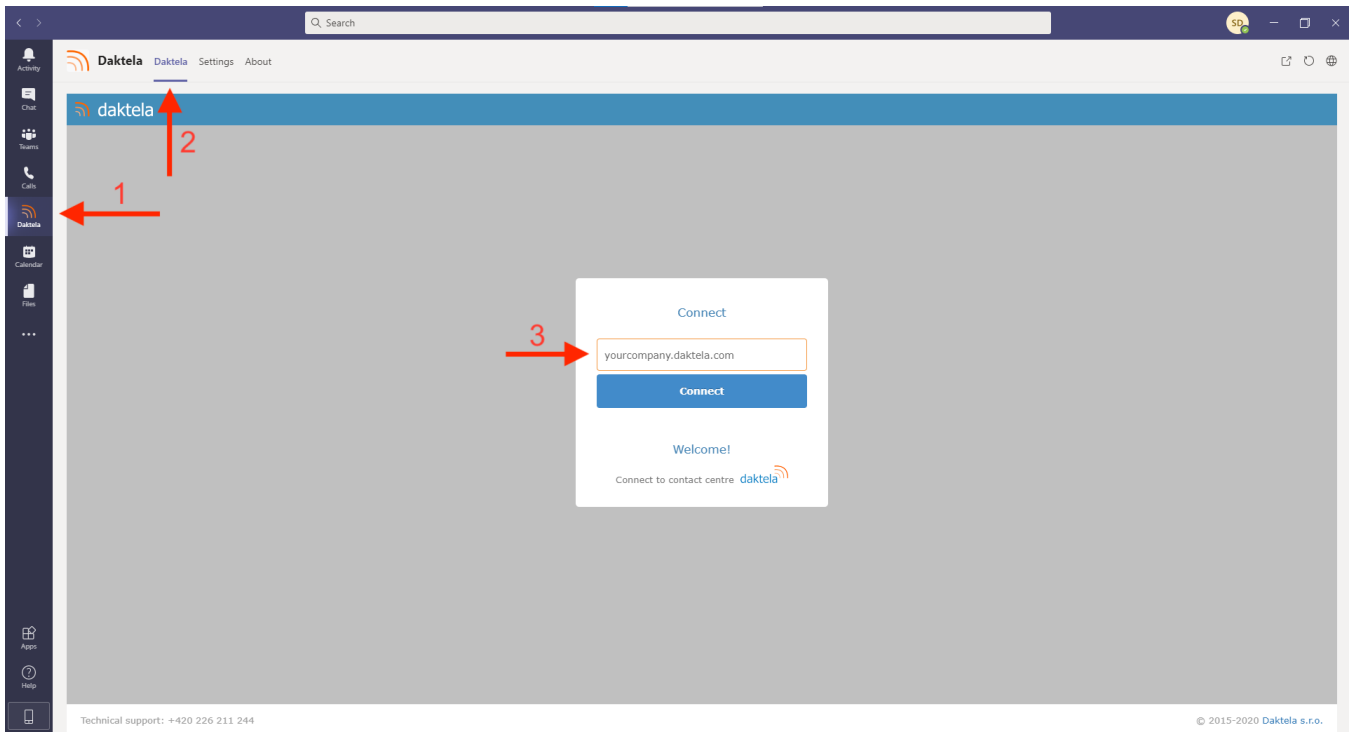 Search
SD
Activity
Daktela Daktela Settings About
Chat
daktela
Teams
2
Calls
1
Daktela
Calendar
Files
Connect
3
yourcompany.daktela.com
Connect
Welcome!
Connect to contact centre daktela
Apps
Help
Technical support: +420 226 211 244
© 2015-2020 Daktela s.r.o.